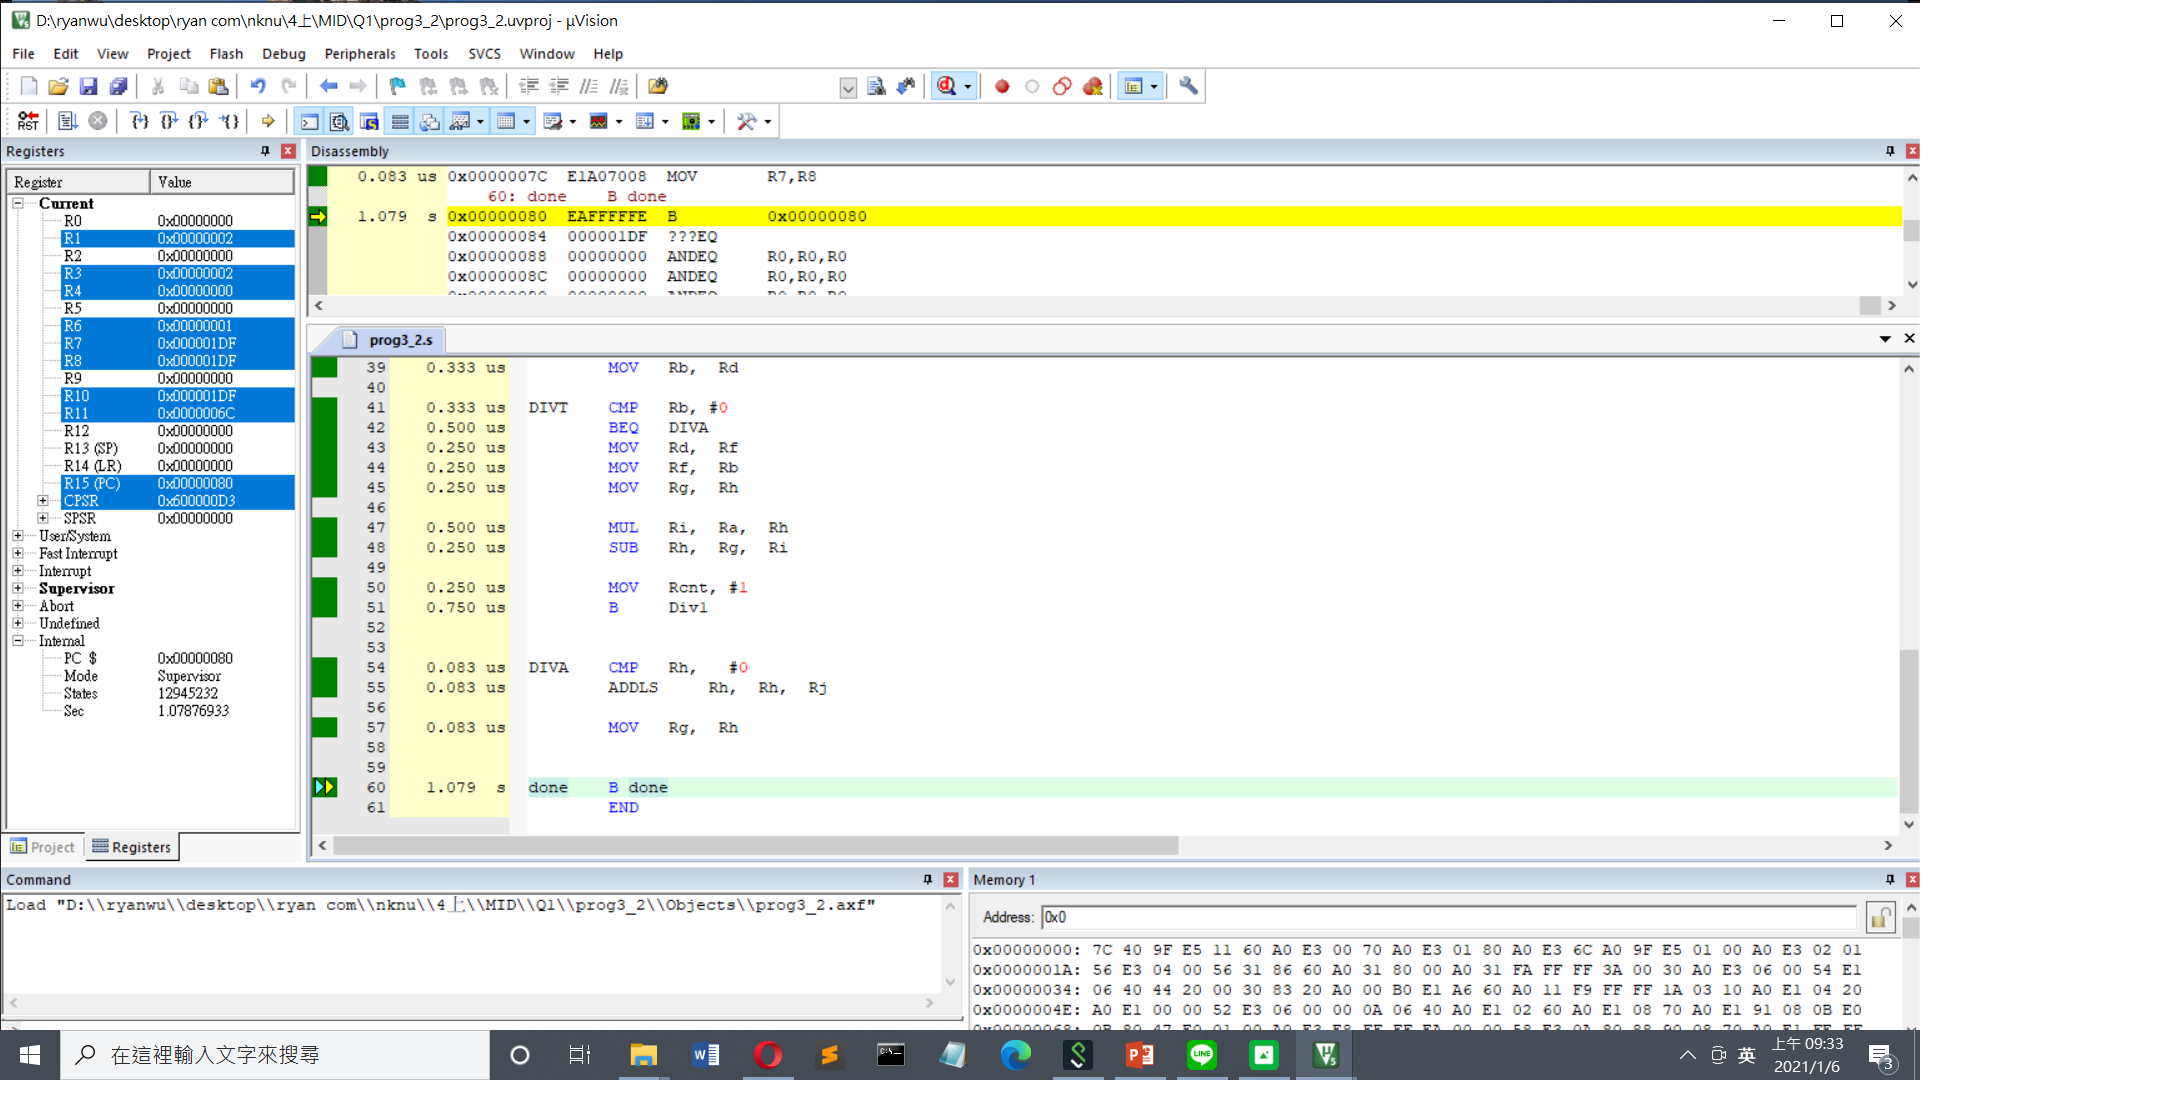 D:\ryanwu\desktop\ryan com\nknu\4上\MID\Q1\prog3_2\prog3_2.uvproj - µVision
File Edit View Project Flash Debug Peripherals Tools SVCS Window Help
Registers
Register Value
Current
R0 0x00000000
R1 0x00000002
R2 0x00000000
R3 0x00000002
R4 0x00000000
R5 0x00000000
R6 0x00000001
R7 0x000001DF
R8 0x000001DF
R9 0x00000000
R10 0x000001DF
R11 0x0000006C
R12 0x00000000
R13 (SP) 0x00000000
R14 (LR) 0x00000000
R15 (PC) 0x00000080
CPSR 0x600000D3
SPSR 0x00000000
User/System
Fast Interrupt
Interrupt
Supervisor
Abort
Undefined
Internal
PC $ 0x00000080
Mode Supervisor
States 12945232
Sec 1.07876933
Project Registers
Disassembly
0.083 us 0x0000007C E1A07008 MOV R7,R8
60: done B done
1.079 s 0x00000080 EAFFFFFE B 0x00000080
0x00000084 000001DF ???EQ
0x00000088 00000000 ANDEQ R0,R0,R0
0x0000008C 00000000 ANDEQ R0,R0,R0
prog3_2.s
39 0.333 us MOV Rb, Rd
40
41 0.333 us DIVT CMP Rb, #0
42 0.500 us BEQ DIVA
43 0.250 us MOV Rd, Rf
44 0.250 us MOV Rf, Rb
45 0.250 us MOV Rg, Rh
46
47 0.500 us MUL Ri, Ra, Rh
48 0.250 us SUB Rh, Rg, Ri
49
50 0.250 us MOV Rcnt, #1
51 0.750 us B Div1
52
53
54 0.083 us DIVA CMP Rh, #0
55 0.083 us ADDLS Rh, Rh, Rj
56
57 0.083 us MOV Rg, Rh
58
59
60 1.079 s done B done
61 END
Command
Load "D:\\ryanwu\\desktop\\ryan com\\nknu\\4上\\MID\\Q1\\prog3_2\\Objects\\prog3_2.axf"
Memory 1
Address: 0x0
0x00000000: 7C 40 9F E5 11 60 A0 E3 00 70 A0 E3 01 80 A0 E3 6C A0 9F E5 01 00 A0 E3 02 01
0x0000001A: 56 E3 04 00 56 31 86 60 A0 31 80 00 A0 31 FA FF FF 3A 00 30 A0 E3 06 00 54 E1
0x00000034: 06 40 44 20 00 30 83 20 A0 00 B0 E1 A6 60 A0 11 F9 FF FF 1A 03 10 A0 E1 04 20
0x0000004E: A0 E1 00 00 52 E3 06 00 00 0A 06 40 A0 E1 02 60 A0 E1 08 70 A0 E1 91 08 0B E0
在這裡輸入文字來搜尋
英
上午 09:33
2021/1/6
3